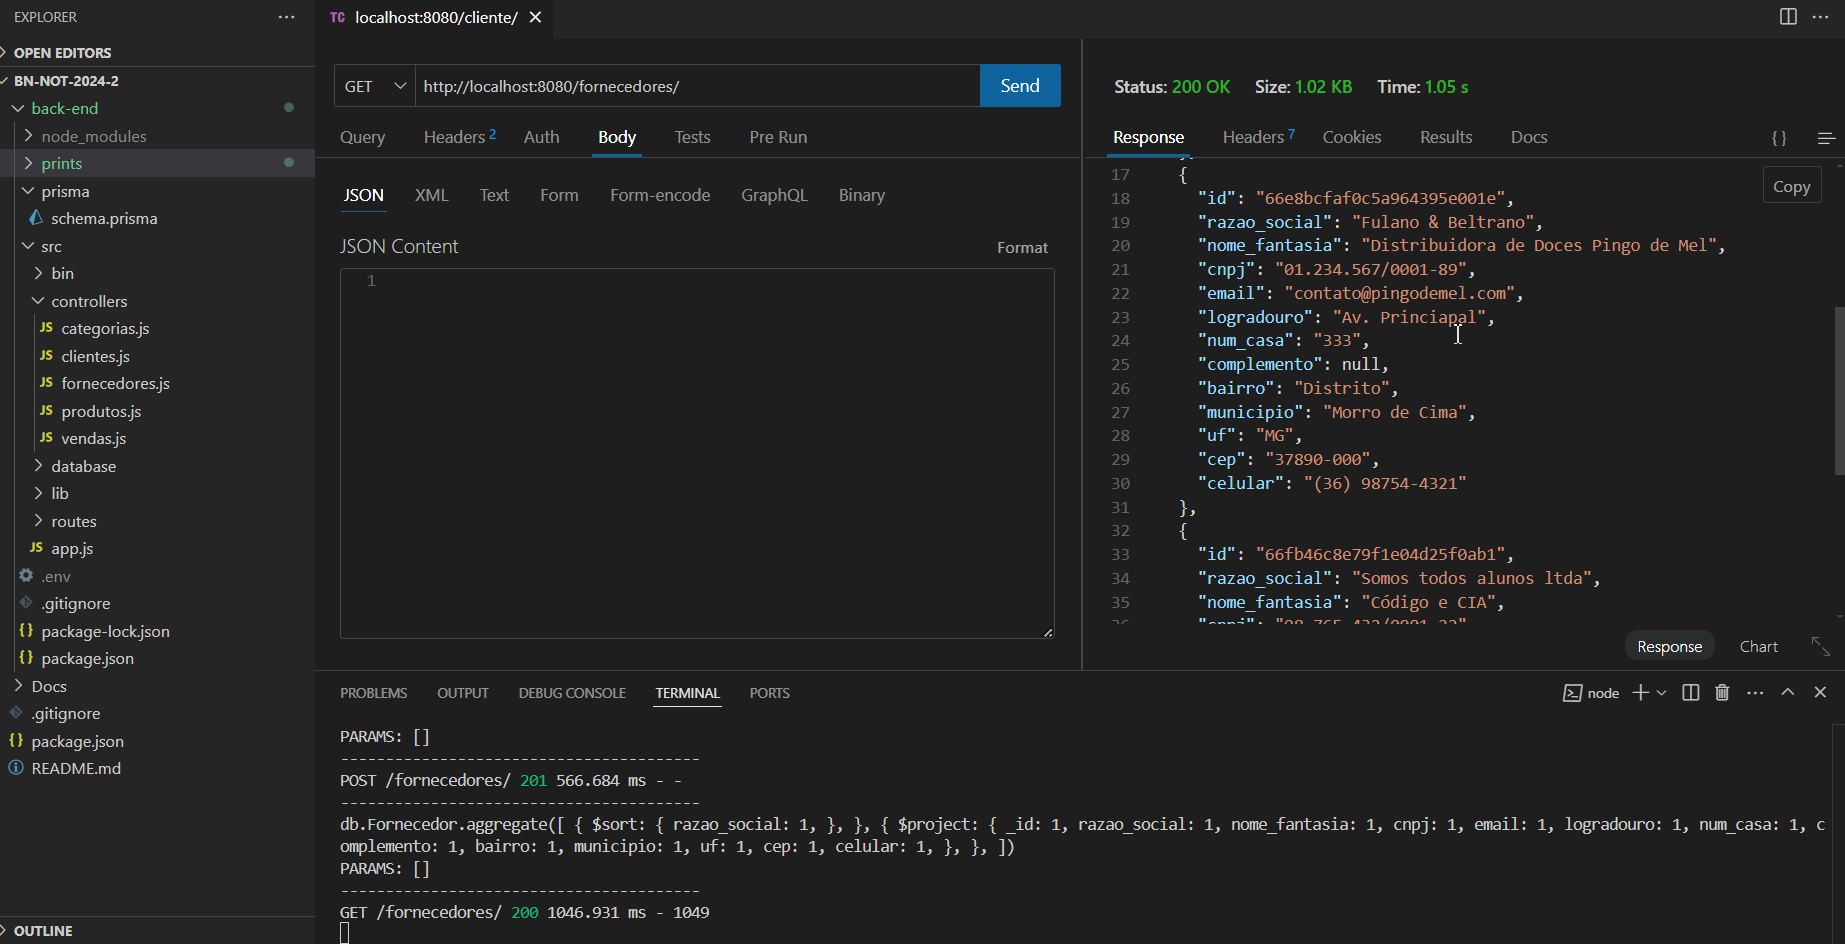 EXPLORER
OPEN EDITORS
BN-NOT-2024-2
back-end
node_modules
prints
prisma
schema.prisma
src
bin
controllers
JS categorias.js
JS clientes.js
JS fornecedores.js
JS produtos.js
JS vendas.js
database
lib
routes
JS app.js
.env
.gitignore
{} package-lock.json
{} package.json
Docs
.gitignore
{} package.json
README.md
OUTLINE
TC localhost:8080/cliente/
GET http://localhost:8080/fornecedores/ Send
Query Headers 2 Auth Body Tests Pre Run
JSON XML Text Form Form-encode GraphQL Binary
JSON Content Format
1
Status: 200 OK Size: 1.02 KB Time: 1.05 s
Response Headers 7 Cookies Results Docs {}
Copy
17 {
18 "id": "66e8bcfaf0c5a964395e001e",
19 "razao_social": "Fulano & Beltrano",
20 "nome_fantasia": "Distribuidora de Doces Pingo de Mel",
21 "cnpj": "01.234.567/0001-89",
22 "email": "contato@pingodemel.com",
23 "logradouro": "Av. Princiapal",
24 "num_casa": "333",
25 "complemento": null,
26 "bairro": "Distrito",
27 "municipio": "Morro de Cima",
28 "uf": "MG",
29 "cep": "37890-000",
30 "celular": "(36) 98754-4321"
31 },
32 {
33 "id": "66fb46c8e79f1e04d25f0ab1",
34 "razao_social": "Somos todos alunos ltda",
35 "nome_fantasia": "Código e CIA",
Response Chart
PROBLEMS OUTPUT DEBUG CONSOLE TERMINAL PORTS
node
PARAMS: []
----------------------------------------
POST /fornecedores/ 201 566.684 ms - -
----------------------------------------
db.Fornecedor.aggregate([ { $sort: { razao_social: 1, }, }, { $project: { _id: 1, razao_social: 1, nome_fantasia: 1, cnpj: 1, email: 1, logradouro: 1, num_casa: 1, c
omplemento: 1, bairro: 1, municipio: 1, uf: 1, cep: 1, celular: 1, }, }, ])
PARAMS: []
----------------------------------------
GET /fornecedores/ 200 1046.931 ms - 1049